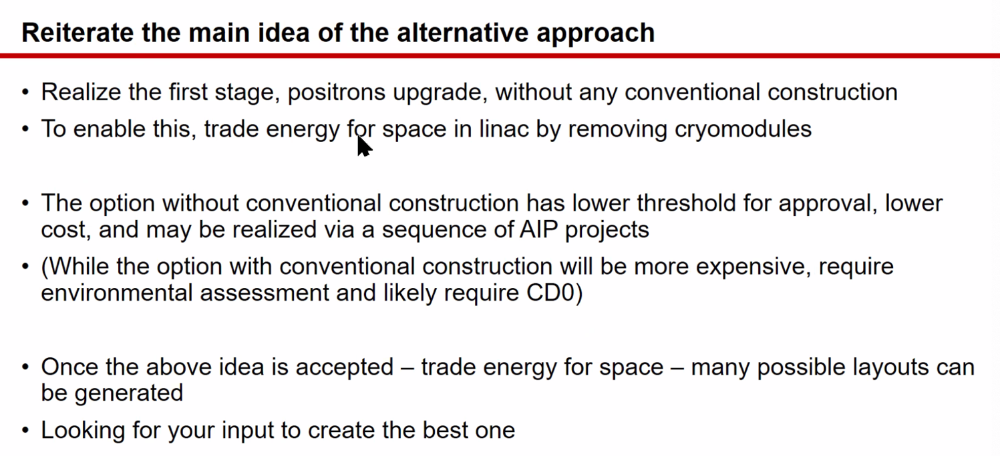 Reiterate the main idea of the alternative approach
• Realize the first stage, positrons upgrade, without any conventional construction
• To enable this, trade energy for space in linac by removing cryomodules
• The option without conventional construction has lower threshold for approval, lower
cost, and may be realized via a sequence of AIP projects
• (While the option with conventional construction will be more expensive, require
environmental assessment and likely require CD0)
• Once the above idea is accepted – trade energy for space – many possible layouts can
be generated
• Looking for your input to create the best one